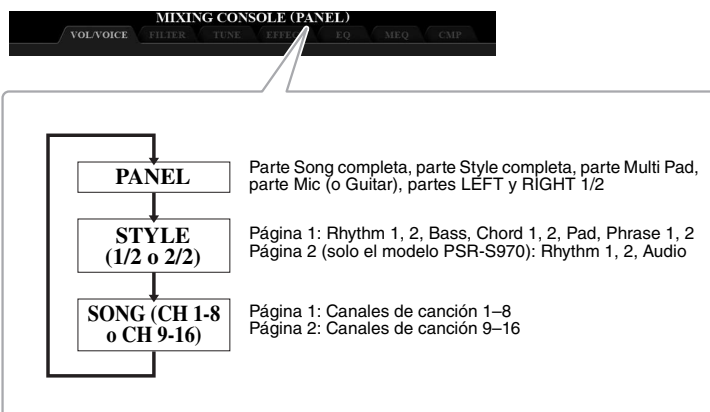 MIXING CONSOLE (PANEL)
VOL/VOICE FILTER TUNE EFFECT EQ MEQ CMP
PANEL
Parte Song completa, parte Style completa, parte Multi Pad,
parte Mic (o Guitar), partes LEFT y RIGHT 1/2
STYLE
(1/2 o 2/2)
Página 1: Rhythm 1, 2, Bass, Chord 1, 2, Pad, Phrase 1, 2
Página 2 (solo el modelo PSR-S970): Rhythm 1, 2, Audio
SONG (CH 1-8
o CH 9-16)
Página 1: Canales de canción 1–8
Página 2: Canales de canción 9–16